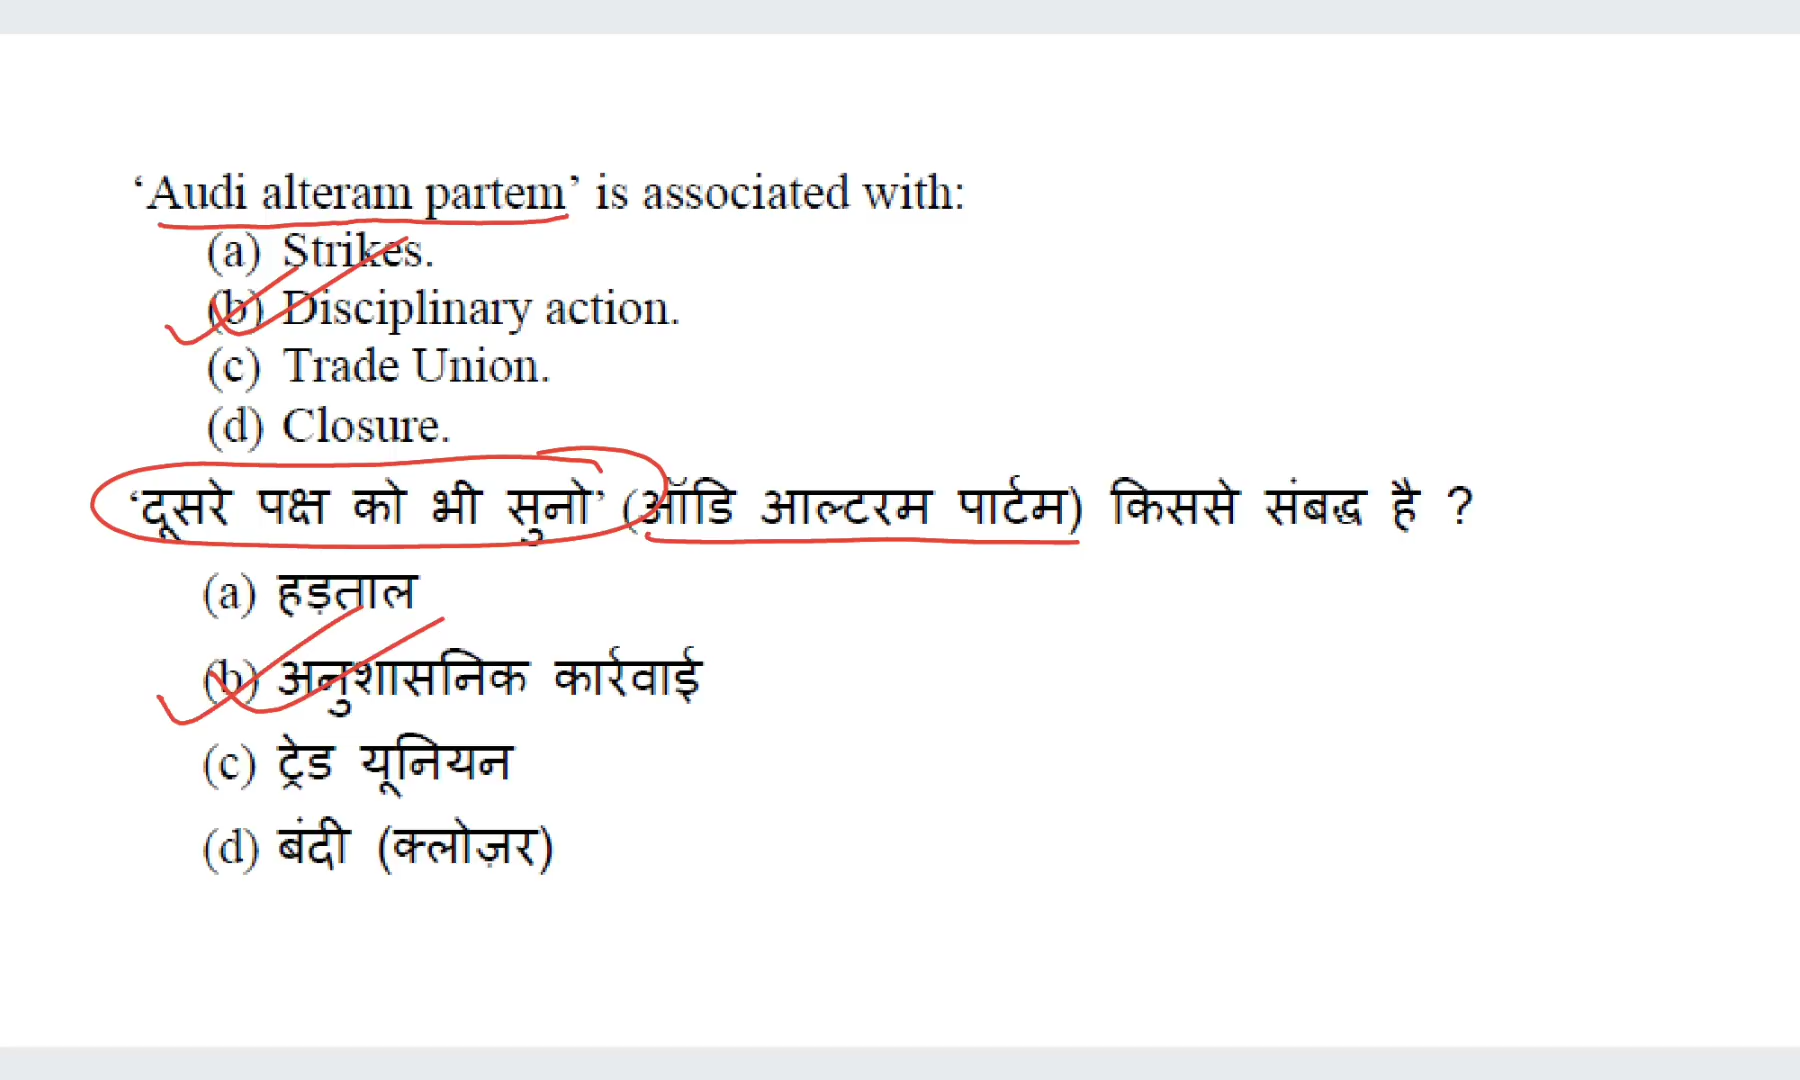 ‘Audi alteram partem’ is associated with:
(a) Strikes.
(b) Disciplinary action.
(c) Trade Union.
(d) Closure.
‘दूसरे पक्ष को भी सुनो’ (ऑडि आल्टरम पार्टम) किससे संबद्ध है ?
(a) हड़ताल
(b) अनुशासनिक कार्रवाई
(c) ट्रेड यूनियन
(d) बंदी (क्लोज़र)